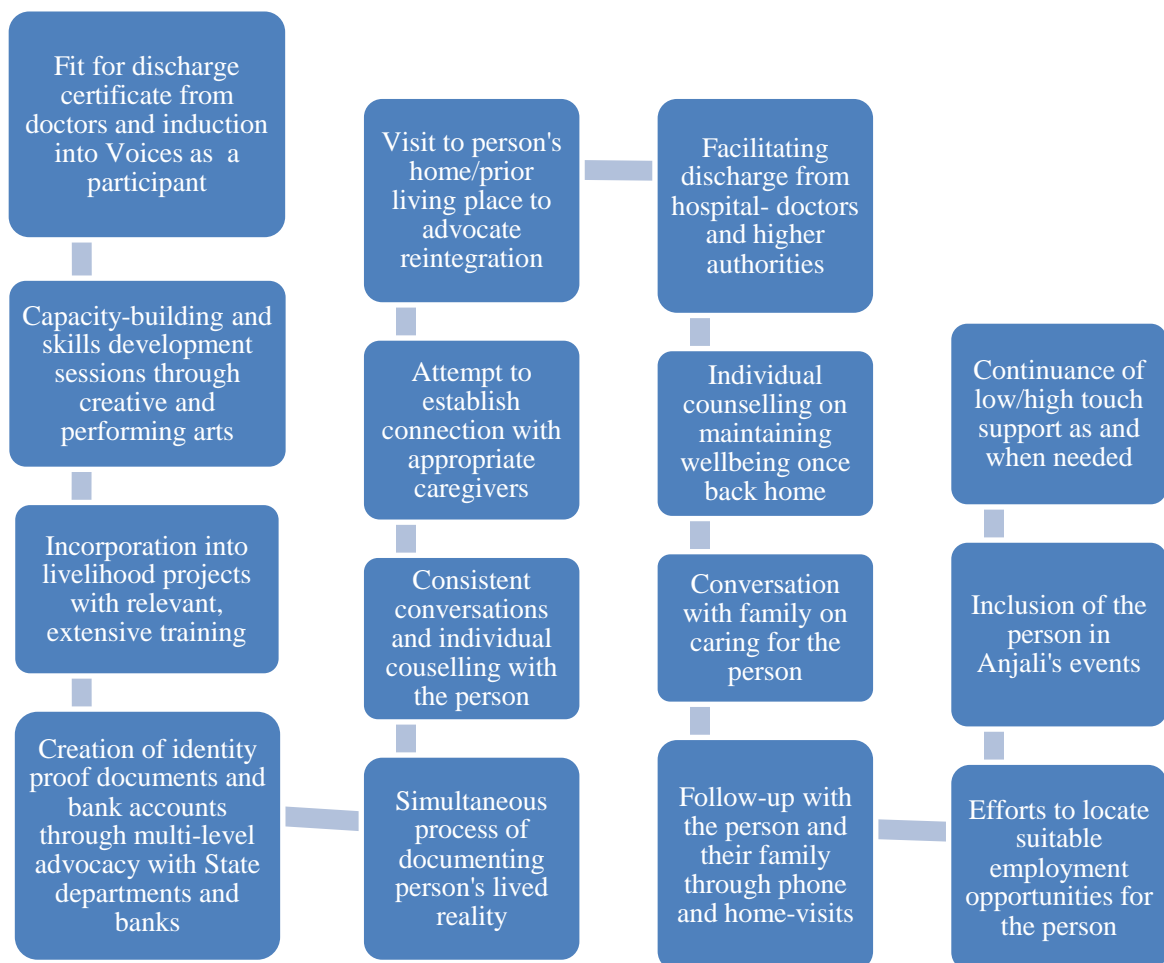 Fit for discharge
certificate from
doctors and induction
into Voices as  a
participant
Capacity-building and
skills development
sessions through
creative and
performing arts
Incorporation into
livelihood projects
with relevant,
extensive training
Creation of identity
proof documents and
bank accounts
through multi-level
advocacy with State
departments and
banks
Simultaneous
process of
documenting
person's lived
reality
Consistent
conversations
and individual
couselling with
the person
Attempt to
establish
connection with
appropriate
caregivers
Visit to person's
home/prior
living place to
advocate
reintegration
Facilitating
discharge from
hospital- doctors
and higher
authorities
Individual
counselling on
maintaining
wellbeing once
back home
Conversation
with family on
caring for the
person
Follow-up with
the person and
their family
through phone
and home-visits
Efforts to locate
suitable
employment
opportunities for
the person
Inclusion of the
person in
Anjali's events
Continuance of
low/high touch
support as and
when needed